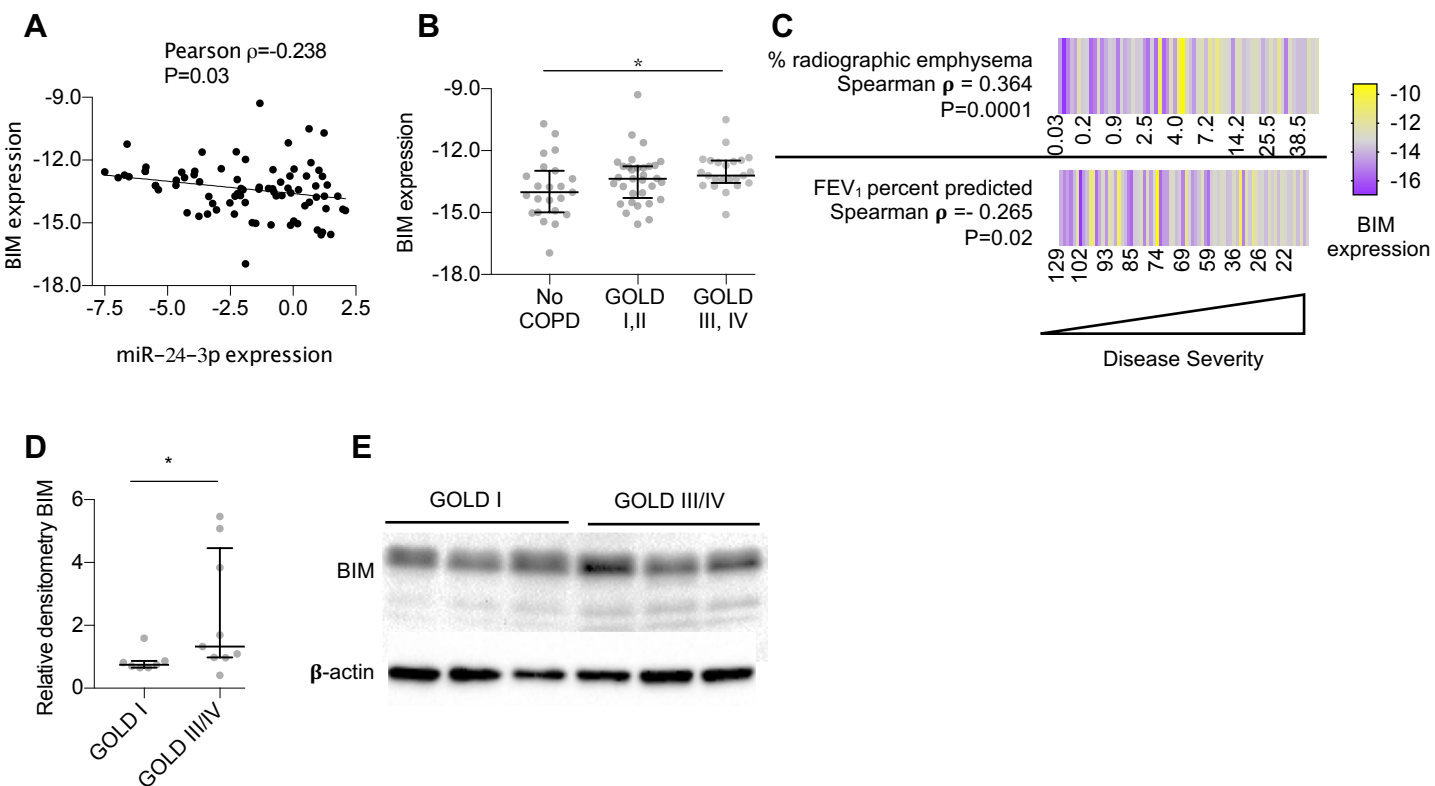 A
Pearson ρ=-0.238
P=0.03
-9.0
-12.0
-15.0
-18.0
BIM expression
-7.5 -5.0 -2.5 0.0 2.5
miR-24-3p expression
B
*
-9.0
-12.0
-15.0
-18.0
BIM expression
No COPD
GOLD I,II
GOLD III, IV
C
% radiographic emphysema
Spearman ρ = 0.364
P=0.0001
0.03 0.2 0.9 2.5 4.0 7.2 14.2 25.5 38.5
FEV1 percent predicted
Spearman ρ =- 0.265
P=0.02
129 102 93 85 74 69 59 36 26 22
Disease Severity
-10
-12
-14
-16
BIM
expression
D
*
6
4
2
0
Relative densitometry BIM
GOLD I
GOLD III/IV
E
GOLD I GOLD III/IV
BIM
β-actin